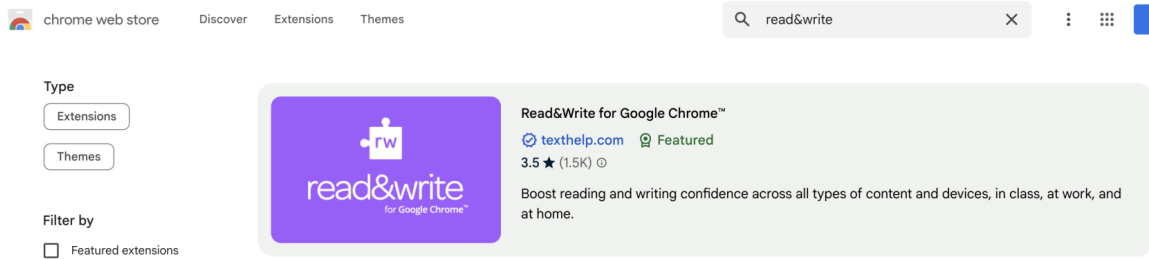 chrome web store
Discover
Extensions
Themes
read&write
Type
Extensions
Themes
Filter by
Featured extensions
rw
read&write
for Google Chrome™
Read&Write for Google Chrome™
texthelp.com
Featured
3.5 ★ (1.5K)
Boost reading and writing confidence across all types of content and devices, in class, at work, and
at home.